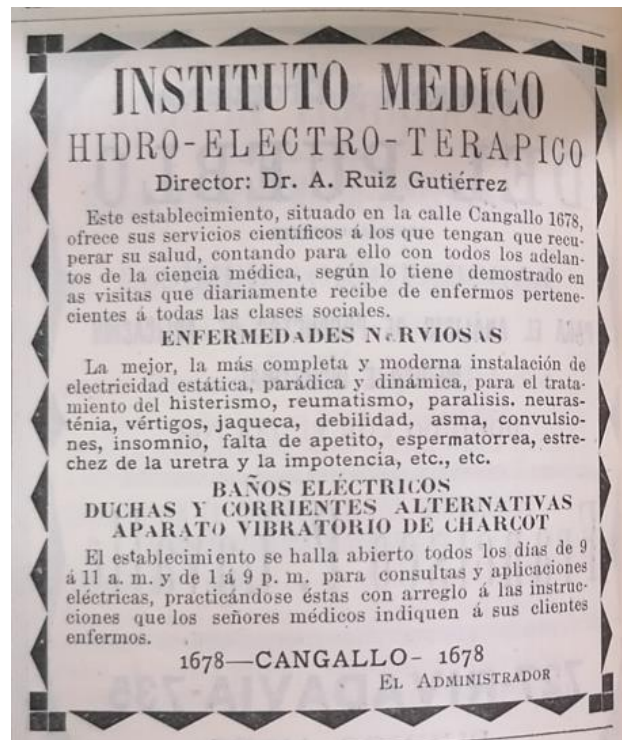 INSTITUTO MEDICO
HIDRO-ELECTRO-TERAPICO
Director: Dr. A. Ruiz Gutiérrez
Este establecimiento, situado en la calle Cangallo 1678,
ofrece sus servicios científicos á los que tengan que recu-
perar su salud, contando para ello con todos los adelan-
tos de la ciencia médica, según lo tiene demostrado en
as visitas que diariamente recibe de enfermos pertene-
cientes á todas las clases sociales.
ENFERMEDADES NerVIOSAS
La mejor, la más completa y moderna instalación de
electricidad estática, parádica y dinámica, para el trata-
miento del histerismo, reumatismo, paralisis. neuras-
ténia, vértigos, jaqueca, debilidad, asma, convulsio-
nes, insomnio, falta de apetito, espermatorrea, estre-
chez de la uretra y la impotencia, etc., etc.
BAÑOS ELÉCTRICOS
DUCHAS Y CORRIENTES ALTERNATIVAS
APARATO VIBRATORIO DE CHARCOT
El establecimiento se halla abierto todos los días de 9
á 11 a. m. y de 1 á 9 p. m. para consultas y aplicaciones
eléctricas, practicándose éstas con arreglo á las instruc-
ciones que los señores médicos indiquen á sus clientes
enfermos.
1678—CANGALLO- 1678
EL ADMINISTRADOR